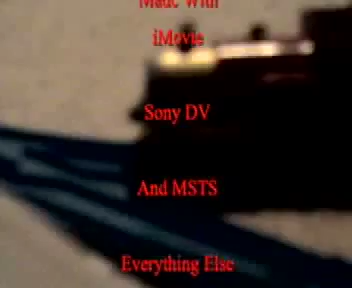 Made With
iMovie
Sony DV
And MSTS
Everything Else